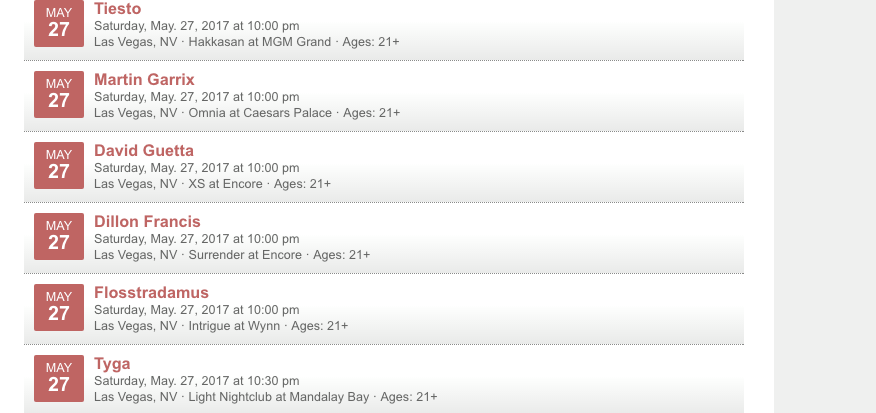 MAY
27
Tiesto
Saturday, May. 27, 2017 at 10:00 pm
Las Vegas, NV · Hakkasan at MGM Grand · Ages: 21+
MAY
27
Martin Garrix
Saturday, May. 27, 2017 at 10:00 pm
Las Vegas, NV · Omnia at Caesars Palace · Ages: 21+
MAY
27
David Guetta
Saturday, May. 27, 2017 at 10:00 pm
Las Vegas, NV · XS at Encore · Ages: 21+
MAY
27
Dillon Francis
Saturday, May. 27, 2017 at 10:00 pm
Las Vegas, NV · Surrender at Encore · Ages: 21+
MAY
27
Flosstradamus
Saturday, May. 27, 2017 at 10:00 pm
Las Vegas, NV · Intrigue at Wynn · Ages: 21+
MAY
27
Tyga
Saturday, May. 27, 2017 at 10:30 pm
Las Vegas, NV · Light Nightclub at Mandalay Bay · Ages: 21+